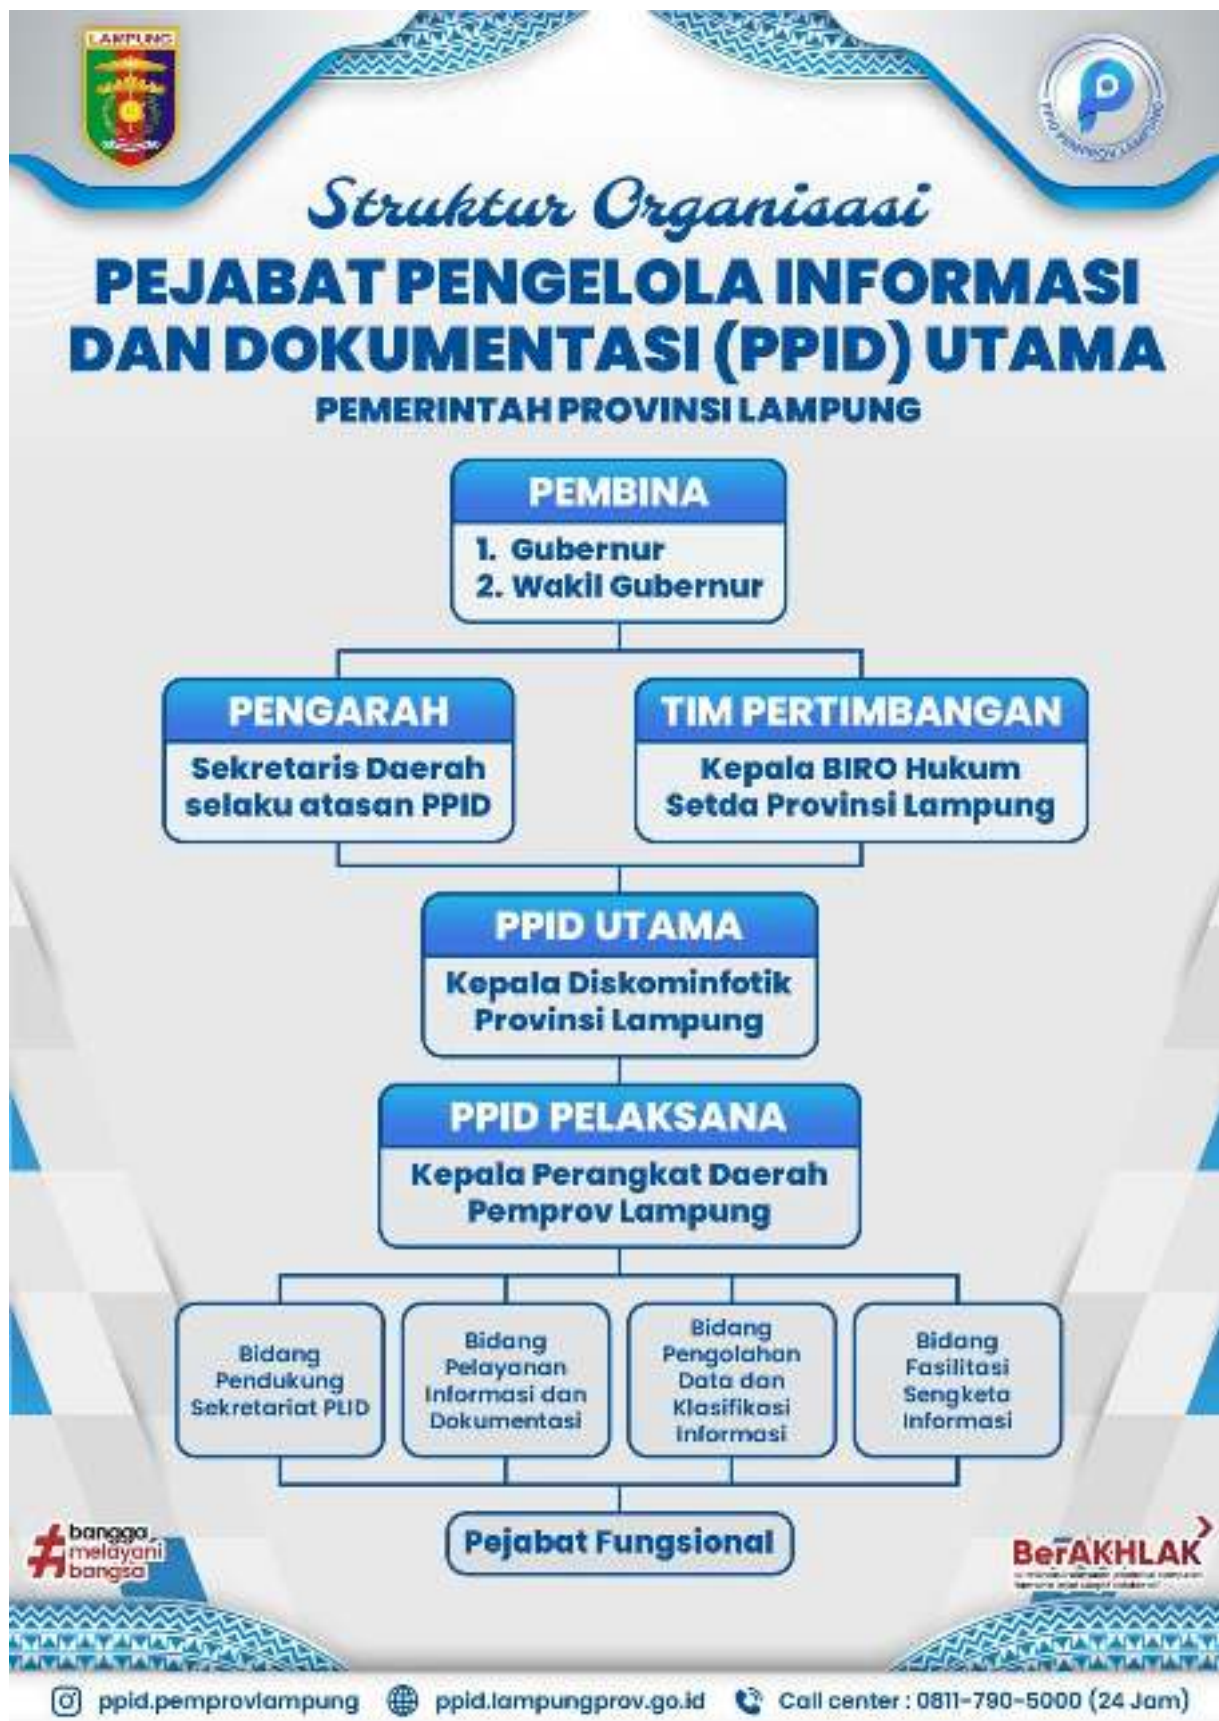 LAMPUNG
Struktur Organisasi
PEJABAT PENGELOLA INFORMASI
DAN DOKUMENTASI (PPID) UTAMA
PEMERINTAH PROVINSI LAMPUNG
PEMBINA
1. Gubernur
2. Wakil Gubernur
PENGARAH
Sekretaris Daerah
selaku atasan PPID
TIM PERTIMBANGAN
Kepala BIRO Hukum
Setda Provinsi Lampung
PPID UTAMA
Kepala Diskominfotik
Provinsi Lampung
PPID PELAKSANA
Kepala Perangkat Daerah
Pemprov Lampung
Bidang
Pendukung
Sekretariat PLID
Bidang
Pelayanan
Informasi dan
Dokumentasi
Bidang
Pengolahan
Data dan
Klasifikasi
Informasi
Bidang
Fasilitasi
Sengketa
Informasi
Pejabat Fungsional
#bangga
melayani
bangsa
BerAKHLAK
ppid.pemprovlampung
ppid.lampungprov.go.id
Call center : 0811-790-5000 (24 Jam)